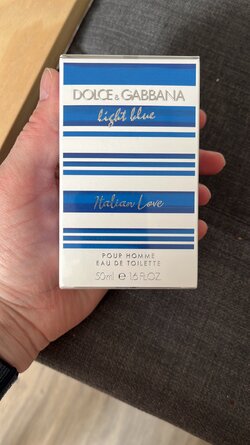 DOLCE & GABBANA
light blue
Italian Love
POUR HOMME
EAU DE TOILETTE
50ml ℮ 1.6 FL.OZ.